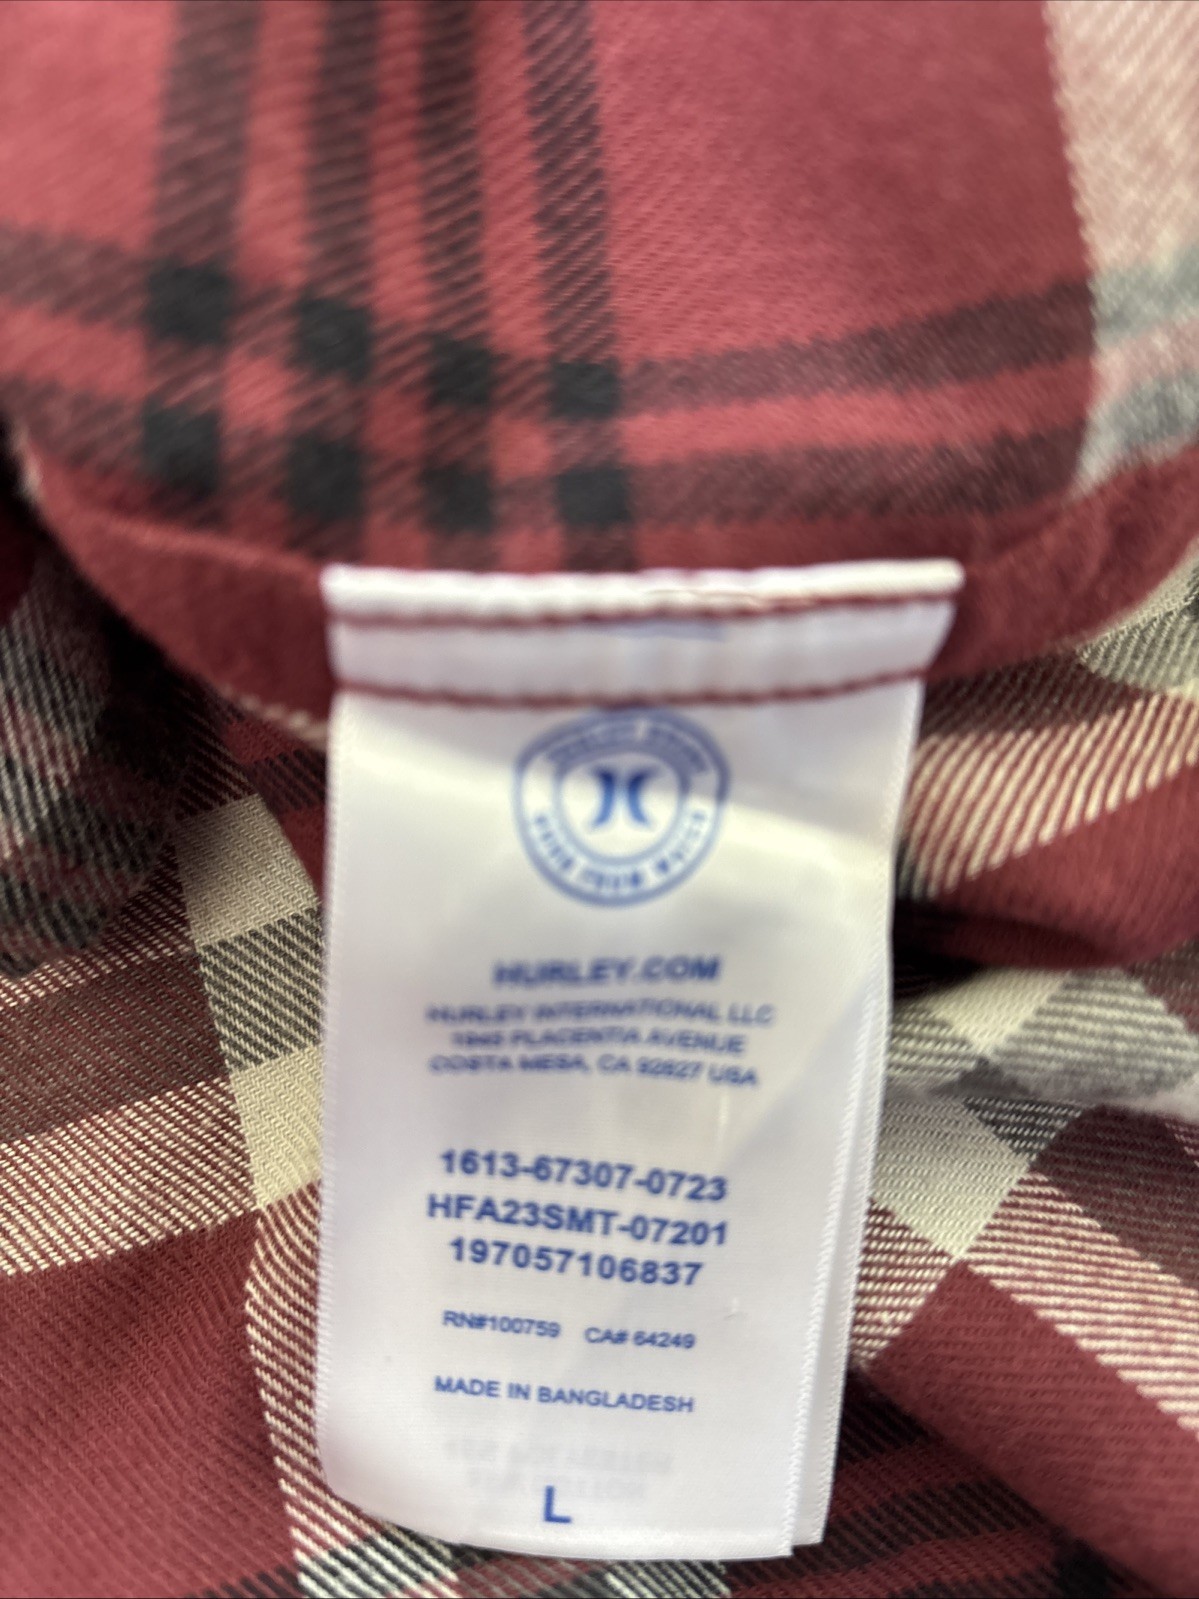 HURLEY.COM
HURLEY INTERNATIONAL LLC
1945 PLACENTIA AVENUE
COSTA MESA, CA 92627 USA
1613-67307-0723
HFA23SMT-07201
197057106837
RN#100759 CA# 64249
MADE IN BANGLADESH
L